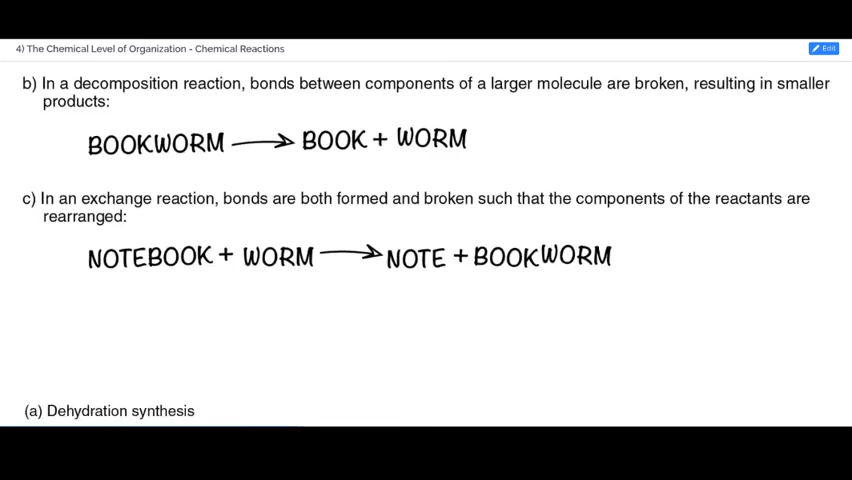 4) The Chemical Level of Organization - Chemical Reactions
Edit
b) In a decomposition reaction, bonds between components of a larger molecule are broken, resulting in smaller
products:
BOOKWORM → BOOK + WORM
c) In an exchange reaction, bonds are both formed and broken such that the components of the reactants are
rearranged:
NOTEBOOK + WORM → NOTE + BOOKWORM
(a) Dehydration synthesis